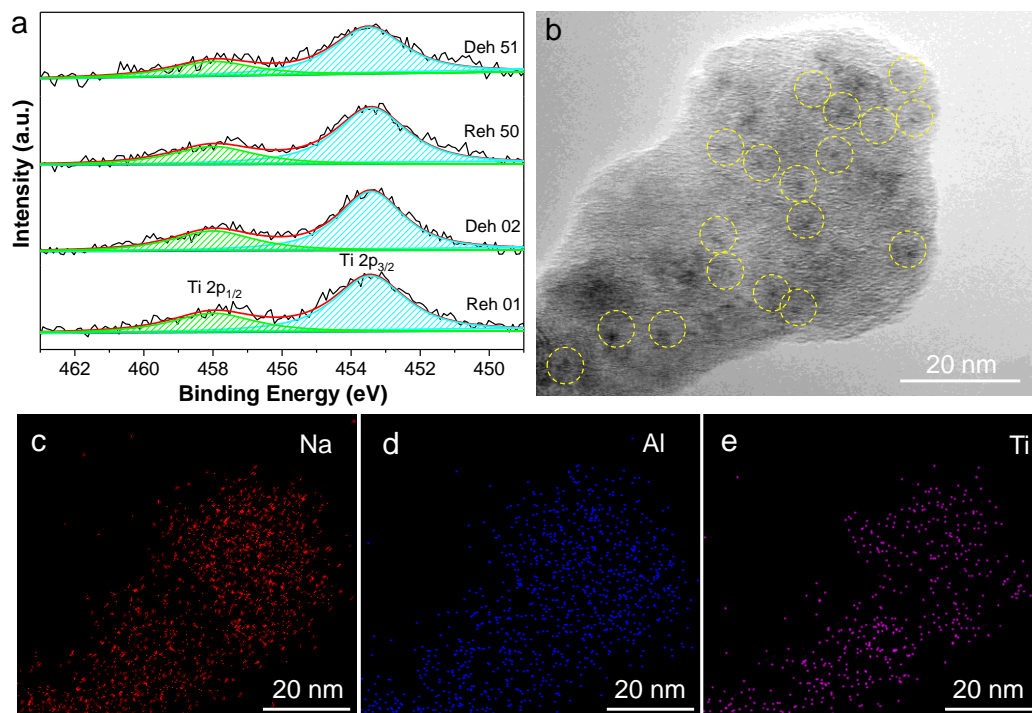 a
Deh 51
Reh 50
Deh 02
Reh 01
Ti 2p3/2
Ti 2p1/2
Intensity (a.u.)
462 460 458 456 454 452 450
Binding Energy (eV)
b
20 nm
c
Na
20 nm
d
Al
20 nm
e
Ti
20 nm